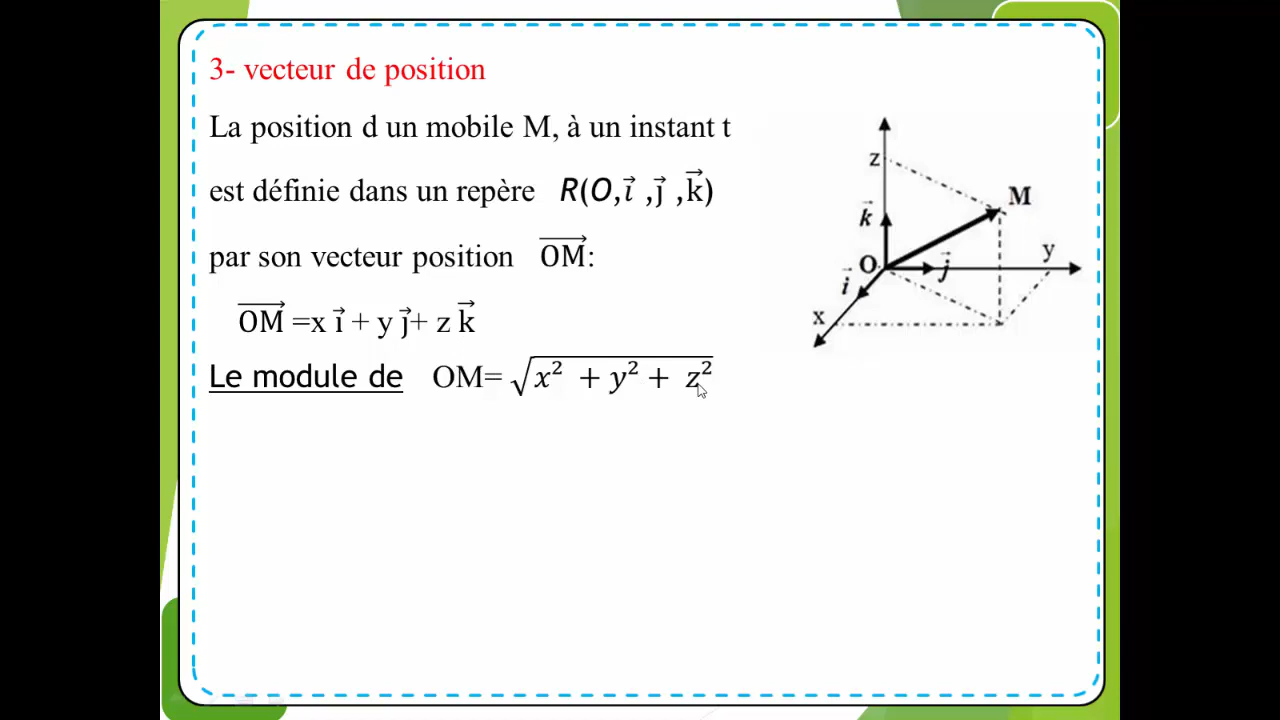 3- vecteur de position
La position d un mobile M, à un instant t
est définie dans un repère R(O,i⃗ ,j⃗ ,k⃗)
par son vecteur position O͞M⃗:
O͞M⃗ =x i⃗ + y j⃗+ z k⃗
Le module de OM= √x² + y² + z²
z
M
k⃗
y
O
j⃗
i⃗
x